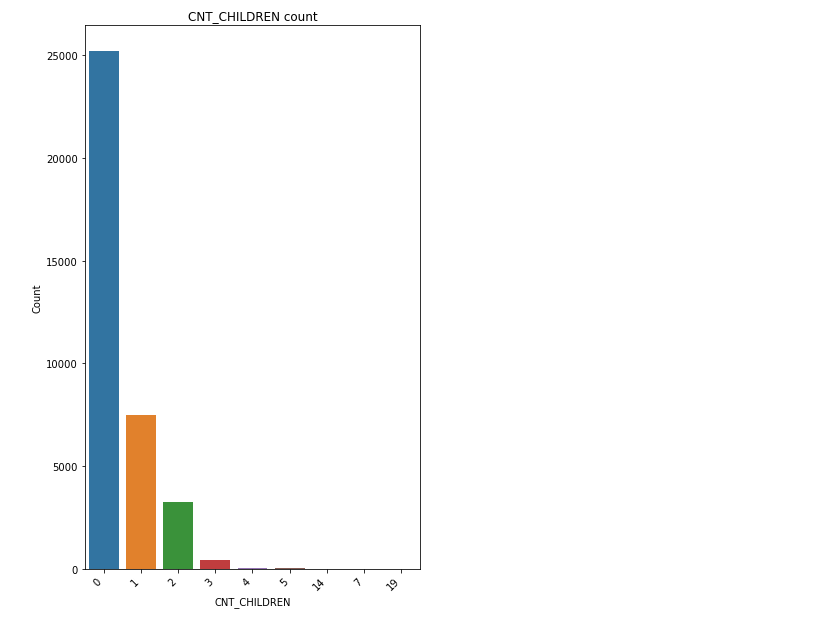 CNT_CHILDREN count
25000
20000
15000
10000
5000
0
Count
0 1 2 3 4 5 14 7 19
CNT_CHILDREN